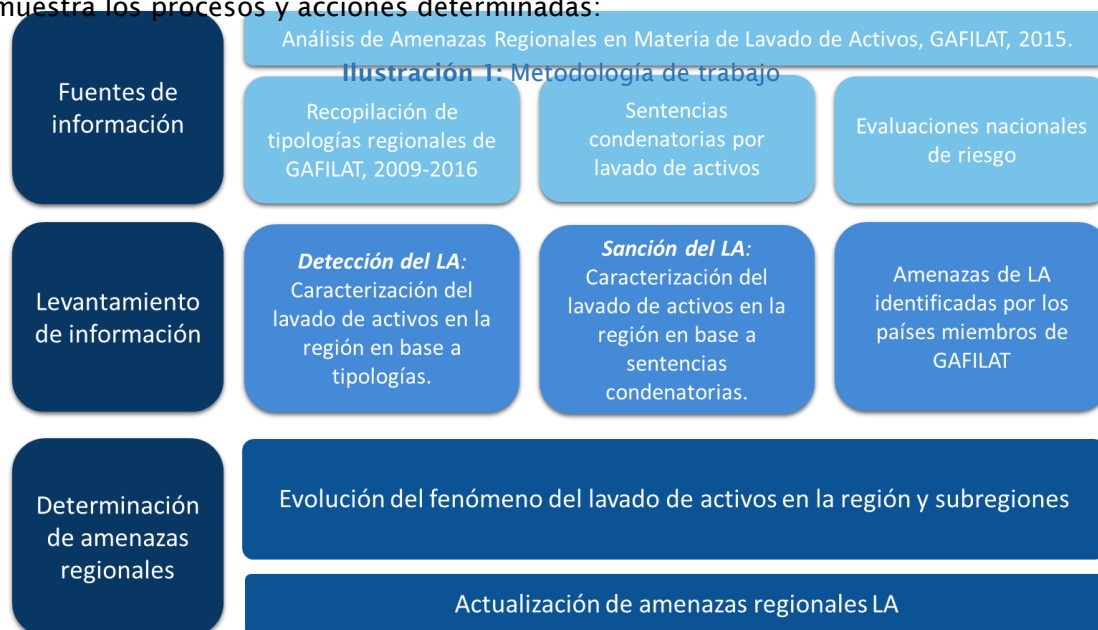 muestra los procesos y acciones determinadas:
Análisis de Amenazas Regionales en Materia de Lavado de Activos, GAFILAT, 2015.
Ilustración 1: Metodología de trabajo
Fuentes de
información
Recopilación de
tipologías regionales de
GAFILAT, 2009-2016
Sentencias
condenatorias por
lavado de activos
Evaluaciones nacionales
de riesgo
Levantamiento
de información
Detección del LA:
Caracterización del
lavado de activos en la
región en base a
tipologías.
Sanción del LA:
Caracterización del
lavado de activos en la
región en base a
sentencias
condenatorias.
Amenazas de LA
identificadas por los
países miembros de
GAFILAT
Determinación
de amenazas
regionales
Evolución del fenómeno del lavado de activos en la región y subregiones
Actualización de amenazas regionales LA